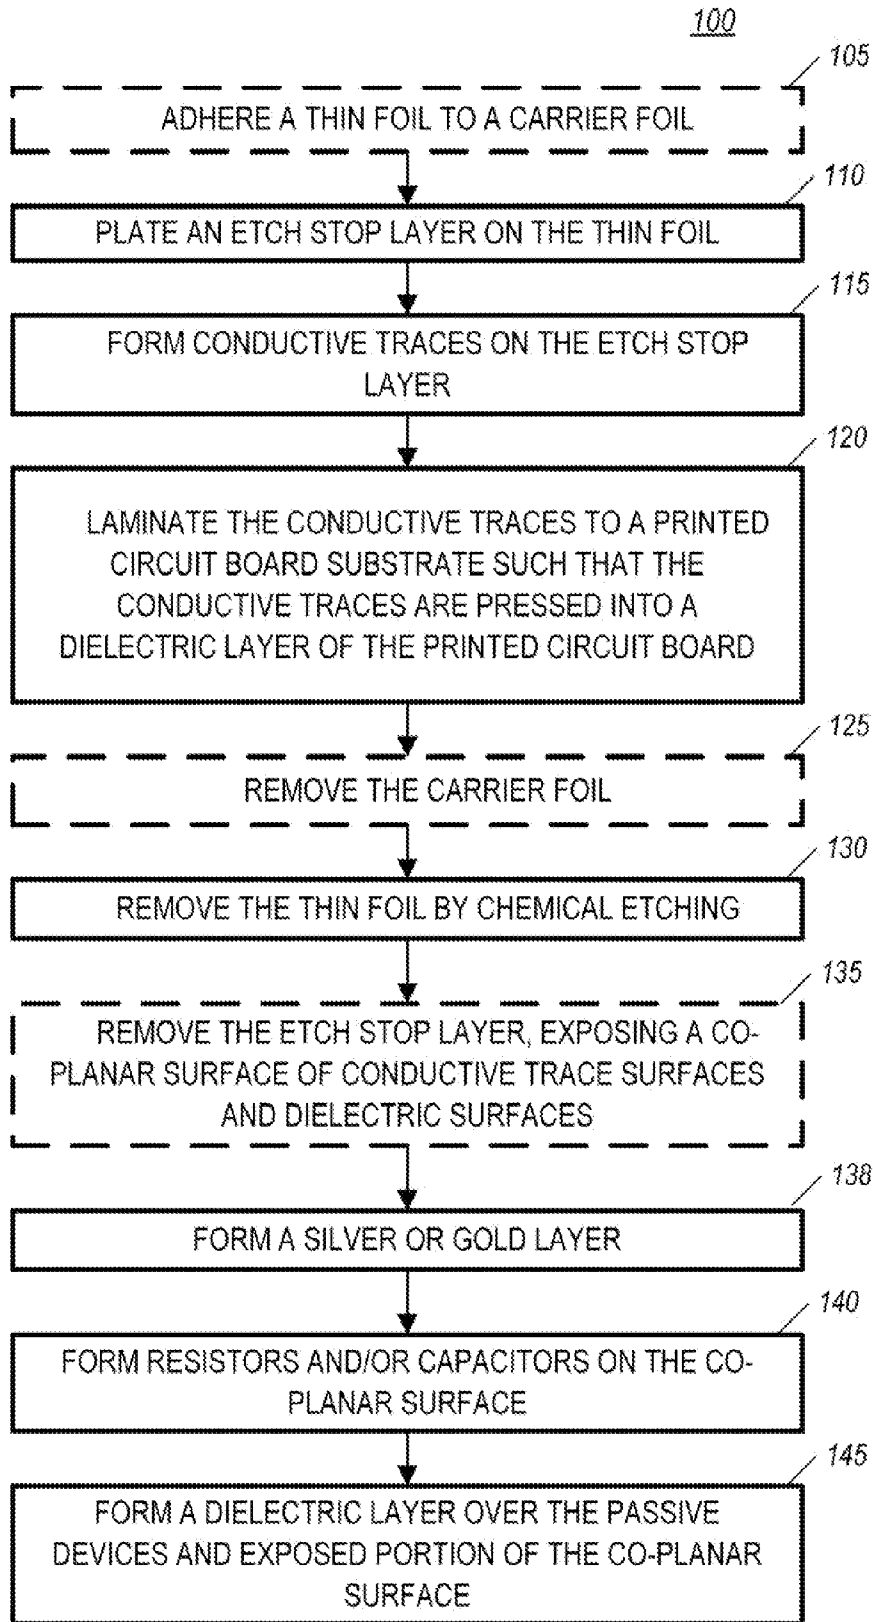 100
105
ADHERE A THIN FOIL TO A CARRIER FOIL
110
PLATE AN ETCH STOP LAYER ON THE THIN FOIL
115
FORM CONDUCTIVE TRACES ON THE ETCH STOP
LAYER
120
LAMINATE THE CONDUCTIVE TRACES TO A PRINTED
CIRCUIT BOARD SUBSTRATE SUCH THAT THE
CONDUCTIVE TRACES ARE PRESSED INTO A
DIELECTRIC LAYER OF THE PRINTED CIRCUIT BOARD
125
REMOVE THE CARRIER FOIL
130
REMOVE THE THIN FOIL BY CHEMICAL ETCHING
135
REMOVE THE ETCH STOP LAYER, EXPOSING A CO-
PLANAR SURFACE OF CONDUCTIVE TRACE SURFACES
AND DIELECTRIC SURFACES
138
FORM A SILVER OR GOLD LAYER
140
FORM RESISTORS AND/OR CAPACITORS ON THE CO-
PLANAR SURFACE
145
FORM A DIELECTRIC LAYER OVER THE PASSIVE
DEVICES AND EXPOSED PORTION OF THE CO-PLANAR
SURFACE